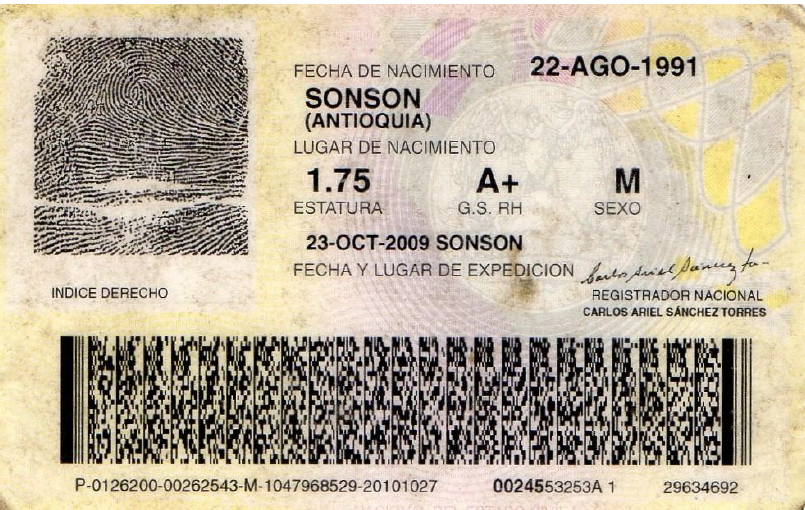 FECHA DE NACIMIENTO 22-AGO-1991
SONSON
(ANTIOQUIA)
LUGAR DE NACIMIENTO
1.75 A+ M
ESTATURA G.S. RH SEXO
23-OCT-2009 SONSON
FECHA Y LUGAR DE EXPEDICION
INDICE DERECHO
REGISTRADOR NACIONAL
CARLOS ARIEL SÁNCHEZ TORRES
P-0126200-00262543-M-1047968529-20101027 0024553253A 1 29634692